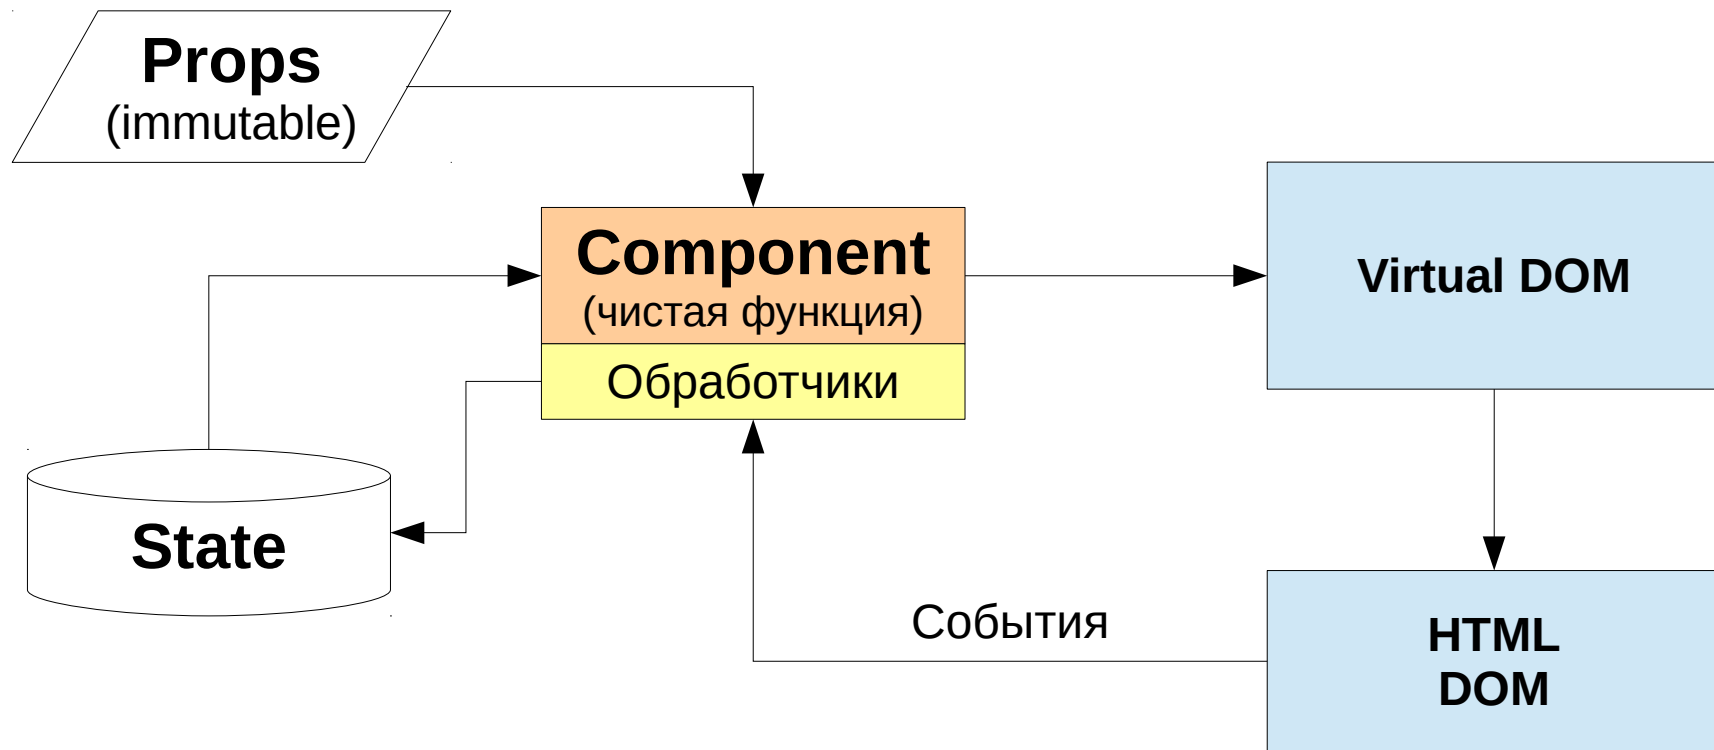 Props
(immutable)
Component
(чистая функция)
Обработчики
Virtual DOM
State
События
HTML
DOM